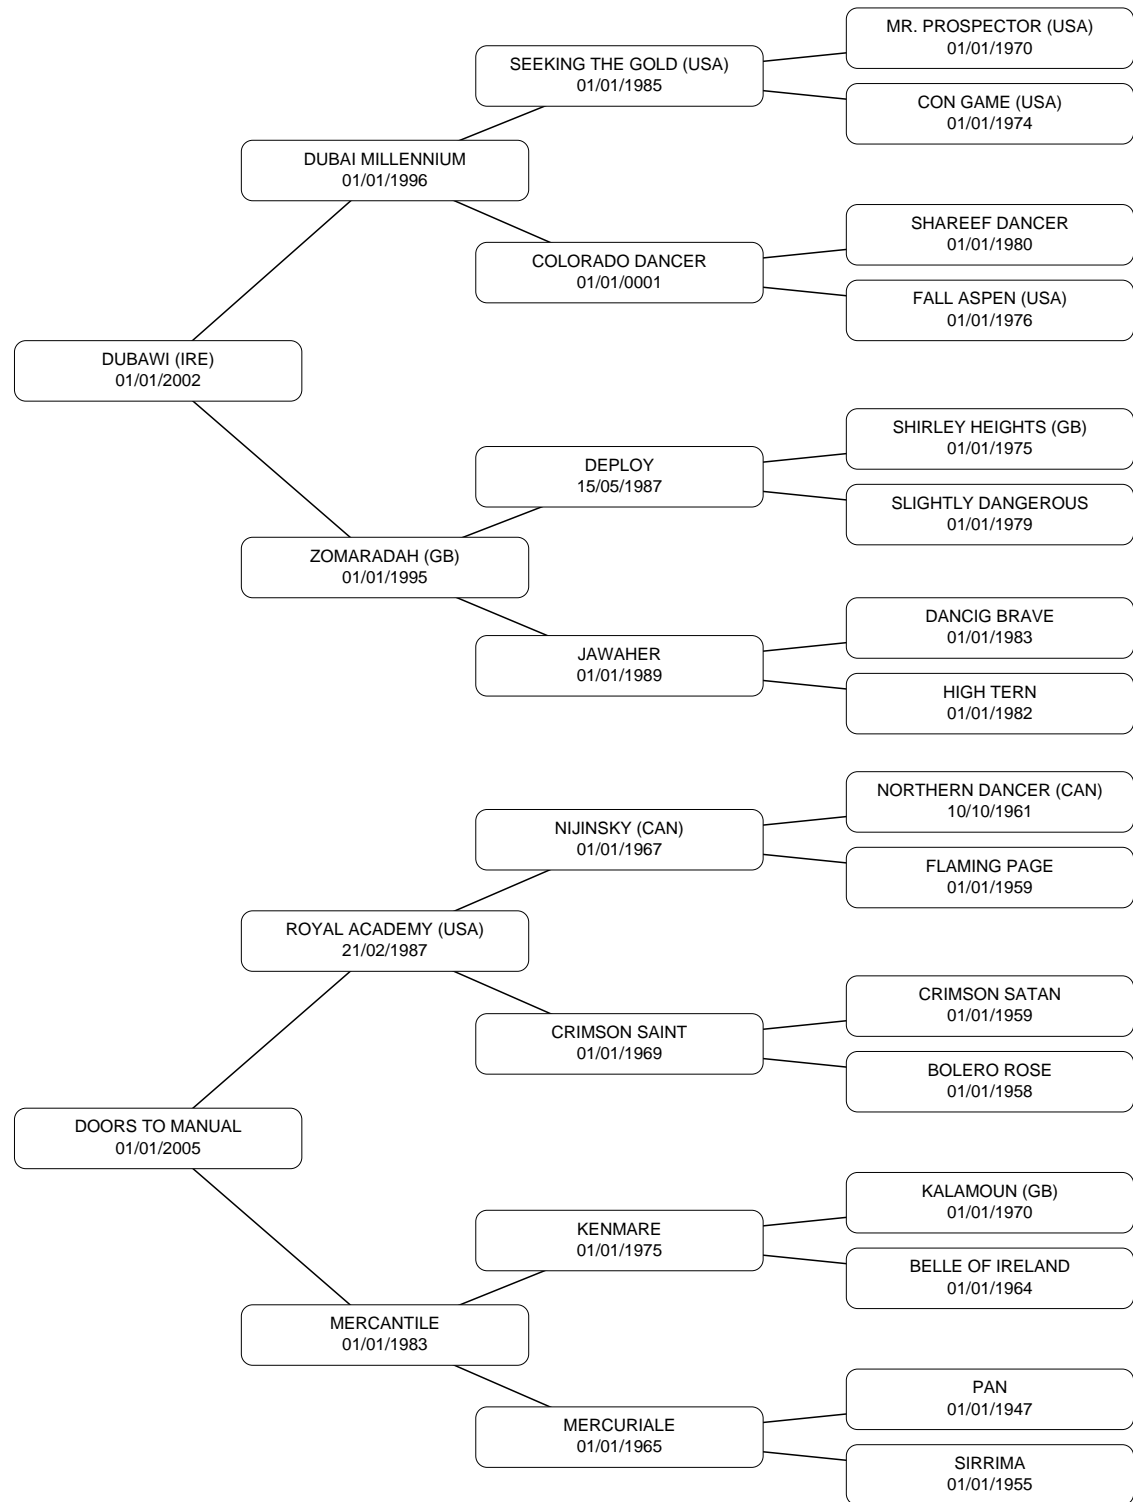 MR. PROSPECTOR (USA)
01/01/1970
SEEKING THE GOLD (USA)
01/01/1985
CON GAME (USA)
01/01/1974
DUBAI MILLENNIUM
01/01/1996
SHAREEF DANCER
01/01/1980
COLORADO DANCER
01/01/0001
FALL ASPEN (USA)
01/01/1976
DUBAWI (IRE)
01/01/2002
SHIRLEY HEIGHTS (GB)
01/01/1975
DEPLOY
15/05/1987
SLIGHTLY DANGEROUS
01/01/1979
ZOMARADAH (GB)
01/01/1995
DANCIG BRAVE
01/01/1983
JAWAHER
01/01/1989
HIGH TERN
01/01/1982
NORTHERN DANCER (CAN)
10/10/1961
NIJINSKY (CAN)
01/01/1967
FLAMING PAGE
01/01/1959
ROYAL ACADEMY (USA)
21/02/1987
CRIMSON SATAN
01/01/1959
CRIMSON SAINT
01/01/1969
BOLERO ROSE
01/01/1958
DOORS TO MANUAL
01/01/2005
KALAMOUN (GB)
01/01/1970
KENMARE
01/01/1975
BELLE OF IRELAND
01/01/1964
MERCANTILE
01/01/1983
PAN
01/01/1947
MERCURIALE
01/01/1965
SIRRIMA
01/01/1955